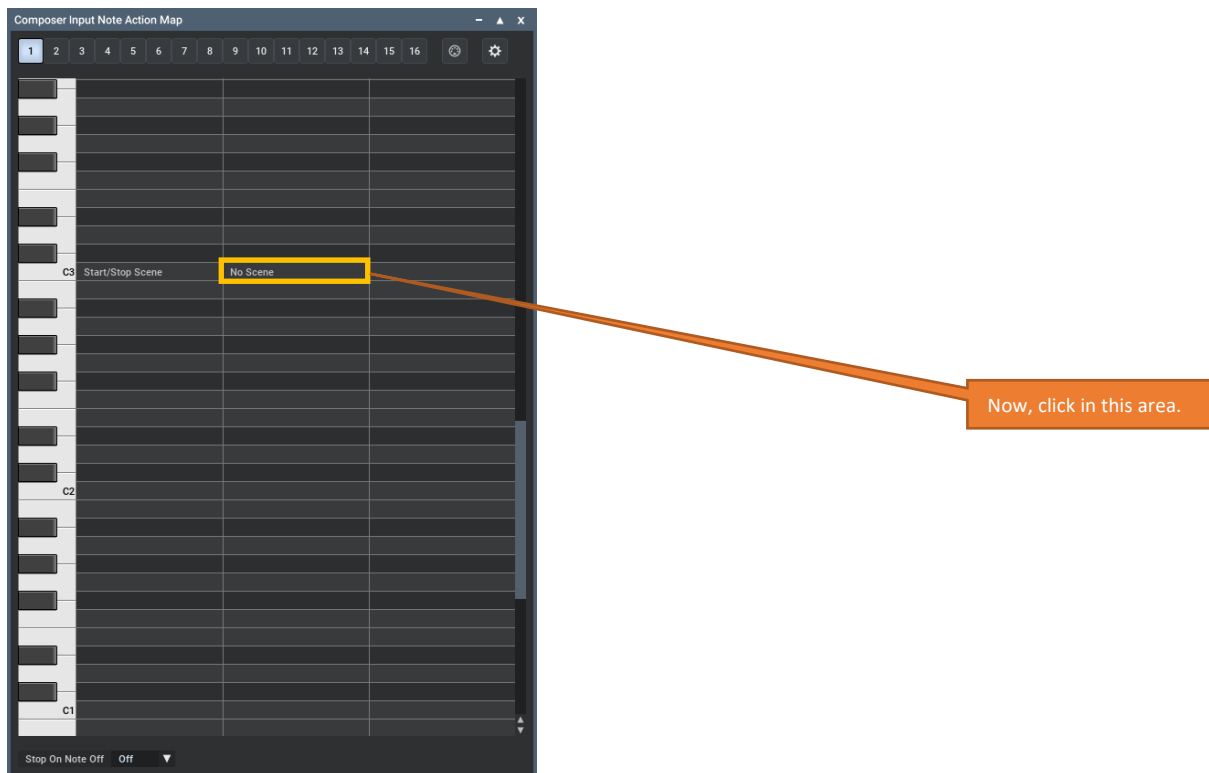 Composer Input Note Action Map
1 2 3 4 5 6 7 8 9 10 11 12 13 14 15 16
C3 Start/Stop Scene No Scene
Now, click in this area.
C2
C1
Stop On Note Off Off